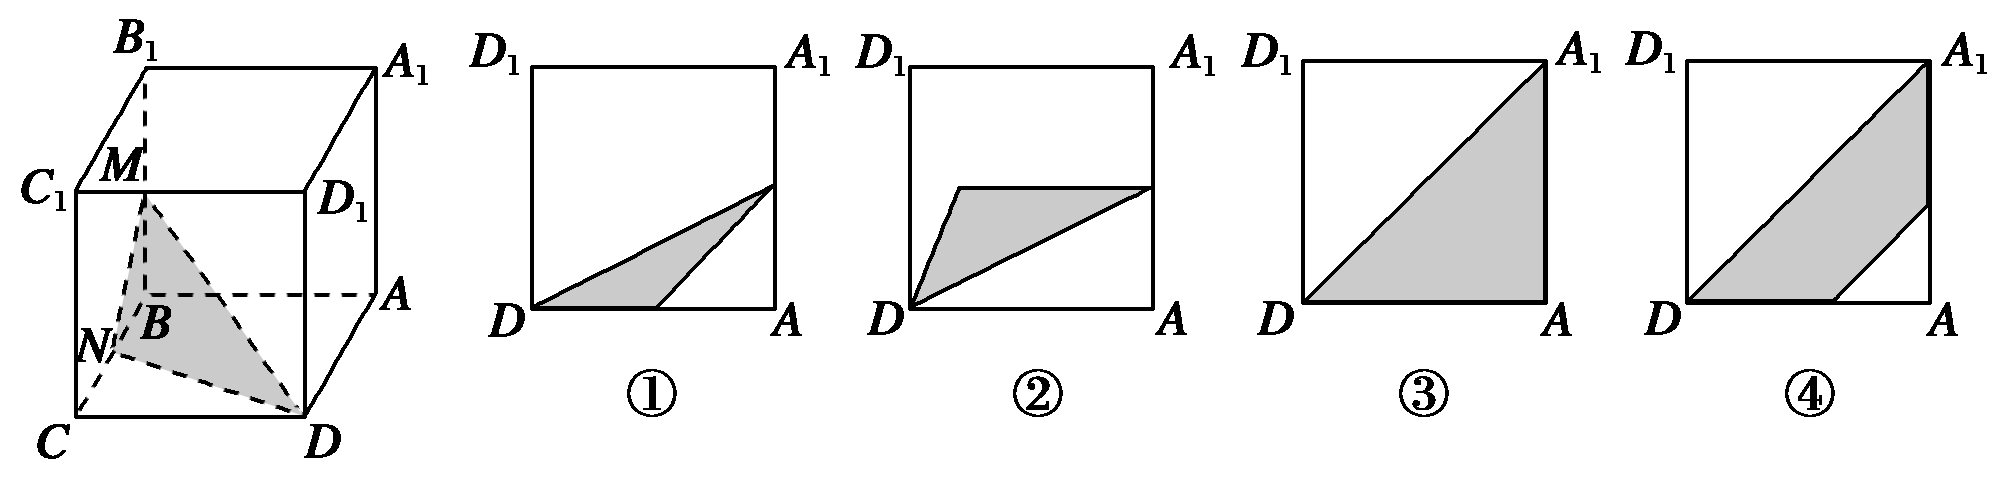 B₁ A₁ D₁ A₁ D₁ A₁ D₁ A₁ D₁ A₁
M
C₁ D₁
B A
N D A D A D A D A
C D
① ② ③ ④